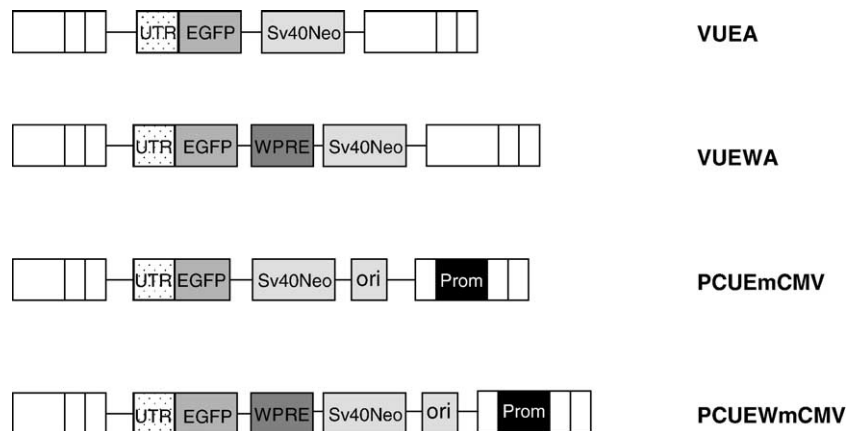 UTR EGFP Sv40Neo VUEA
UTR EGFP WPRE Sv40Neo VUEWA
UTR EGFP Sv40Neo ori Prom PCUEmCMV
UTR EGFP WPRE Sv40Neo ori Prom PCUEWmCMV